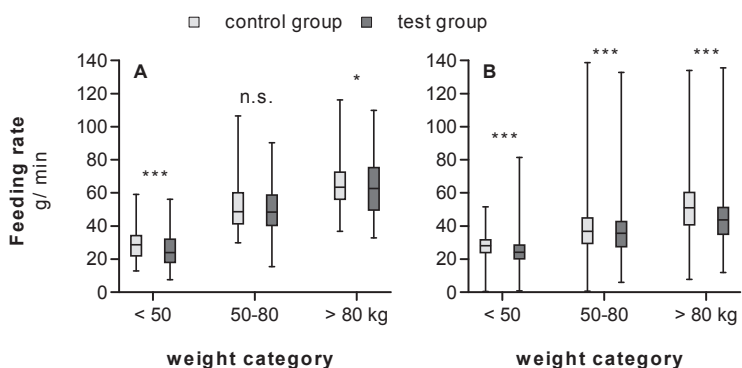 control group test group
A
B
Feeding rate
g/ min
140
120
100
80
60
40
20
0
***
n.s.
*
< 50 50-80 > 80 kg
weight category
140
120
100
80
60
40
20
0
***
***
***
< 50 50-80 > 80 kg
weight category